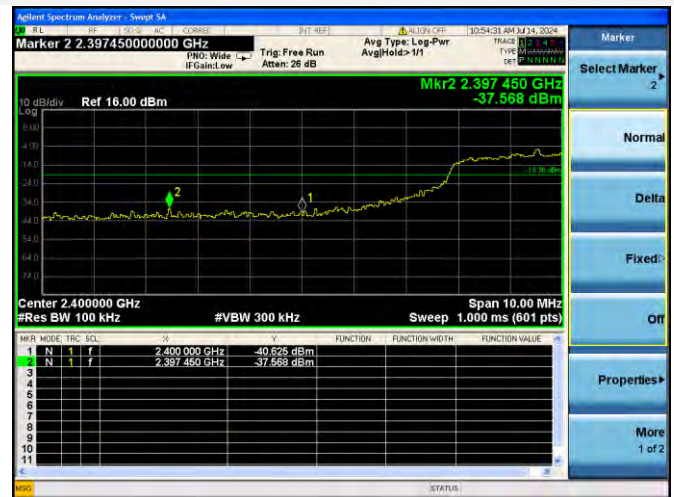 Agilent Spectrum Analyzer - Swept SA
RL RF 50 Ω AC CORREC INT REF ALIGN OFF 10:54:31 AM Jul 14, 2024
Marker 2 2.397450000000 GHz
PNO: Wide
IFGain:Low
Trig: Free Run
Atten: 26 dB
Avg Type: Log-Pwr
Avg|Hold:> 1/1
TRACE 1 2 3 4 5
TYPE M
DET P N N N N N
Mkr2 2.397 450 GHz
-37.568 dBm
10 dB/div Ref 16.00 dBm
Log
6.00
-4.00
-14.0
-24.0
-34.0
-44.0
-54.0
-64.0
-74.0
-19.36 dBm
2
1
Center 2.400000 GHz Span 10.00 MHz
#Res BW 100 kHz #VBW 300 kHz Sweep 1.000 ms (601 pts)
MKR MODE TRC SCL X Y FUNCTION FUNCTION WIDTH FUNCTION VALUE
1 N 1 f 2.400 000 GHz -40.625 dBm
2 N 1 f 2.397 450 GHz -37.568 dBm
3
4
5
6
7
8
9
10
11
MSG STATUS
Marker
Select Marker
2
Normal
Delta
Fixed
Off
Properties
More
1 of 2